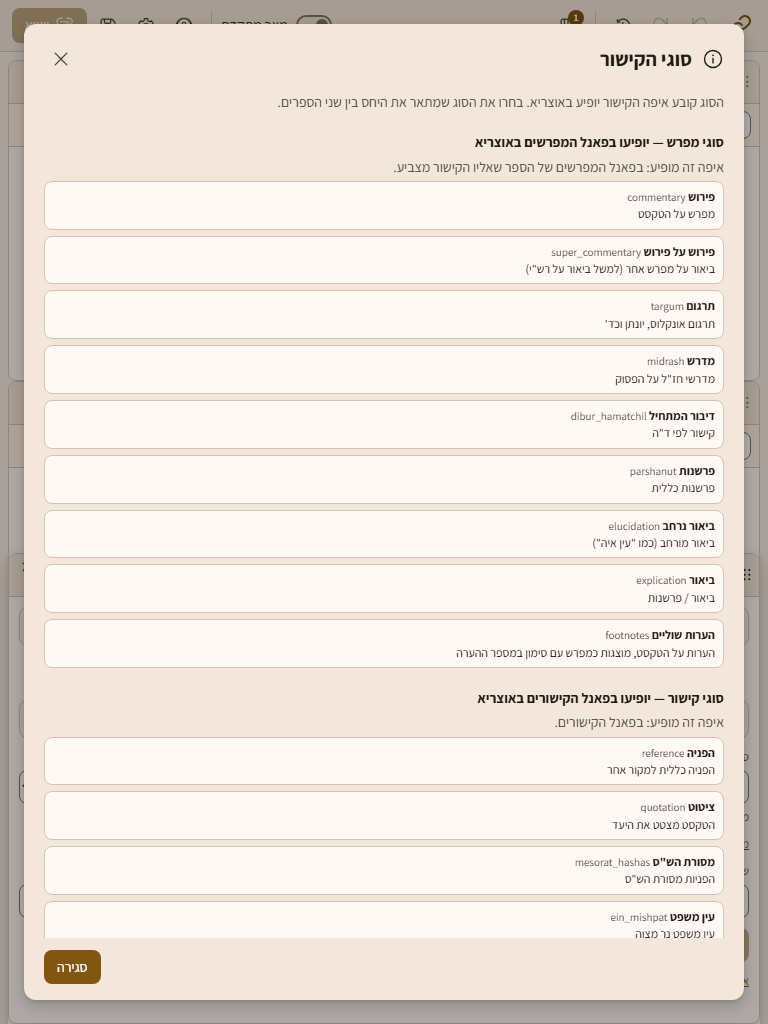 מצב מתקדם
1
סוגי הקישור
הסוג קובע איפה הקישור יופיע באוצריא. בחרו את הסוג שמתאר את היחס בין שני הספרים.
סוגי מפרש — יופיעו בפאנל המפרשים באוצריא
איפה זה מופיע: בפאנל המפרשים של הספר שאליו הקישור מצביע.
פירוש commentary
מפרש על הטקסט
פירוש על פירוש super_commentary
ביאור על מפרש אחר (למשל ביאור על רש"י)
תרגום targum
תרגום אונקלוס, יונתן וכד'
מדרש midrash
מדרשי חז"ל על הפסוק
דיבור המתחיל dibur_hamatchil
קישור לפי ד"ה
פרשנות parshanut
פרשנות כללית
ביאור נרחב elucidation
ביאור מורחב (כמו "עין איה")
ביאור explication
ביאור / פרשנות
הערות שוליים footnotes
הערות על הטקסט, מוצגות כמפרש עם סימון במספר ההערה
סוגי קישור — יופיעו בפאנל הקישורים באוצריא
איפה זה מופיע: בפאנל הקישורים.
הפניה reference
הפניה כללית למקור אחר
ציטוט quotation
הטקסט מצטט את היעד
מסורת הש"ס mesorat_hashas
הפניות מסורת הש"ס
עין משפט ein_mishpat
עין משפט נר מצוה
סגירה